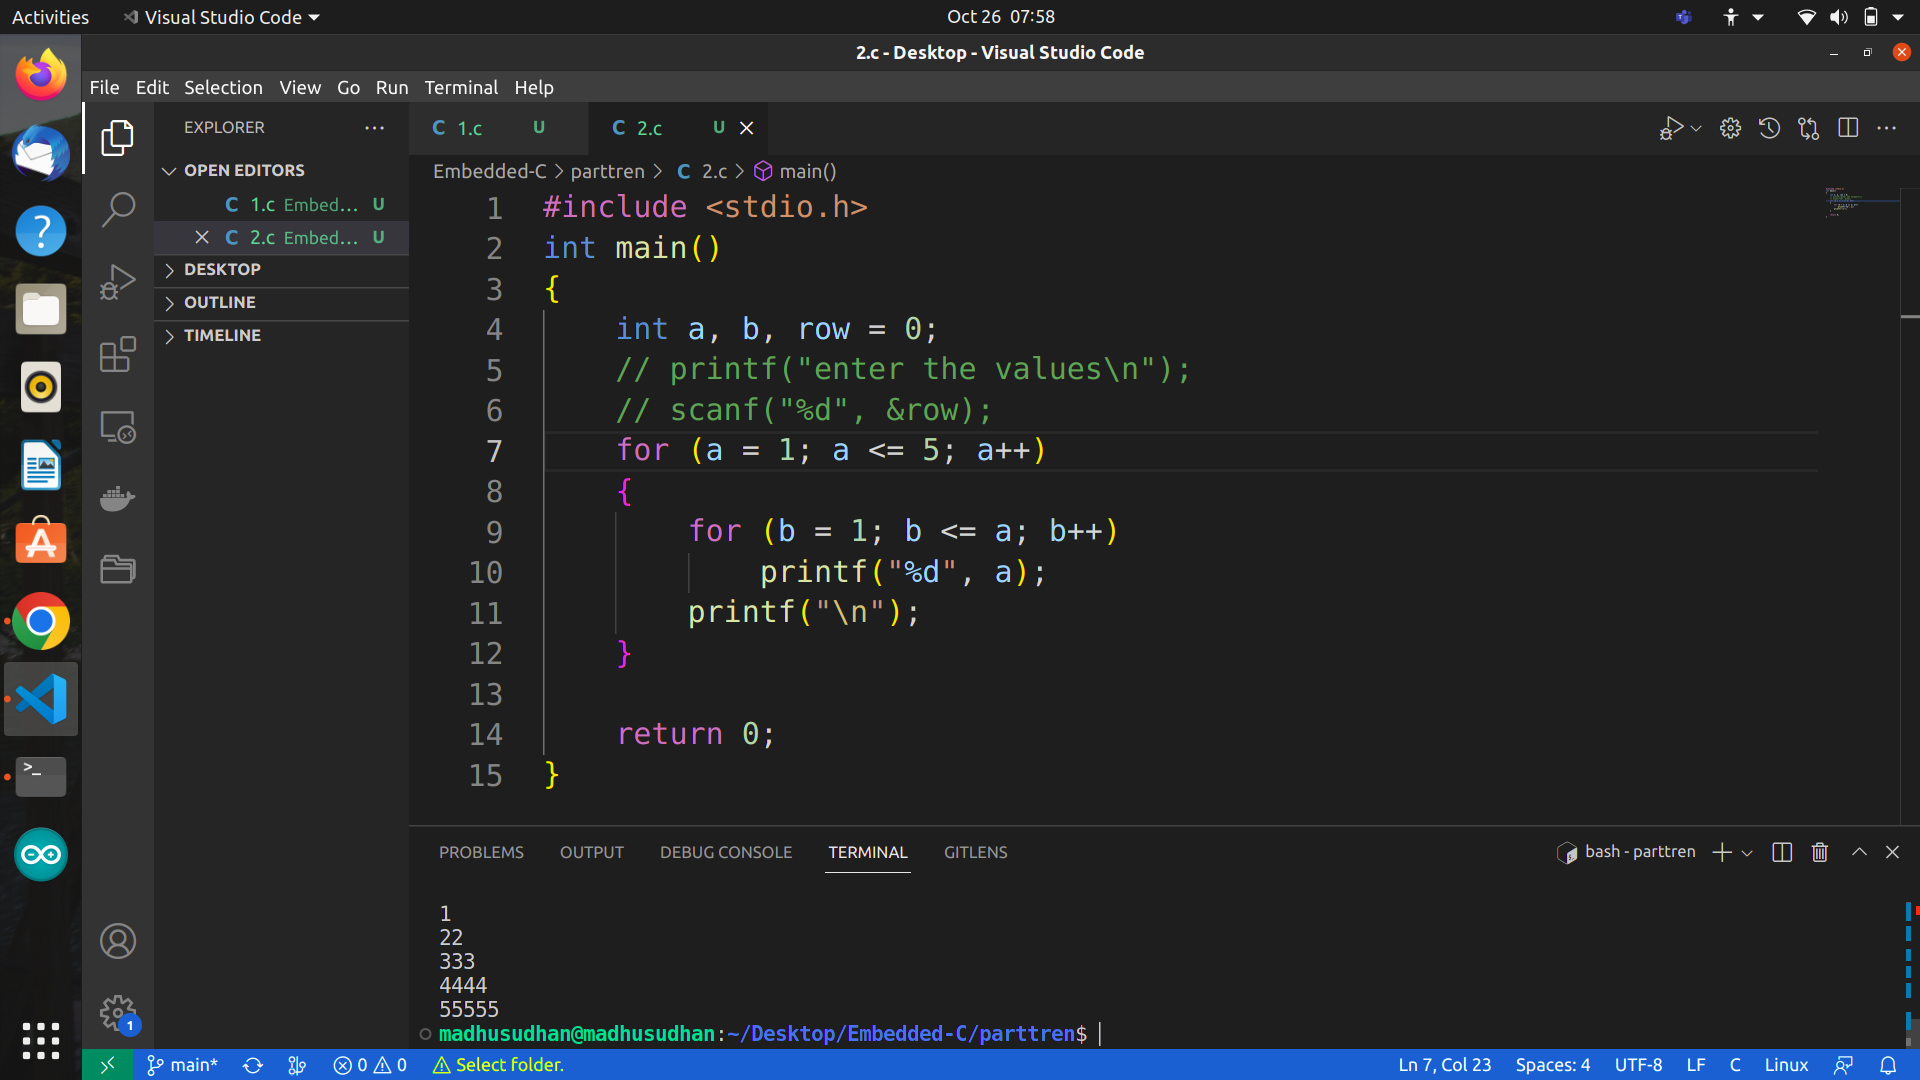 Activities
Visual Studio Code
Oct 26 07:58
2.c - Desktop - Visual Studio Code
File Edit Selection View Go Run Terminal Help
EXPLORER
OPEN EDITORS
C 1.c Embed... U
C 2.c Embed... U
DESKTOP
OUTLINE
TIMELINE
C 1.c U
C 2.c U
Embedded-C > parttren > C 2.c > main()
1 #include <stdio.h>
2 int main()
3 {
4     int a, b, row = 0;
5     // printf("enter the values\n");
6     // scanf("%d", &row);
7     for (a = 1; a <= 5; a++)
8     {
9         for (b = 1; b <= a; b++)
10             printf("%d", a);
11         printf("\n");
12     }
13
14     return 0;
15 }
PROBLEMS OUTPUT DEBUG CONSOLE TERMINAL GITLENS
bash - parttren
1
22
333
4444
55555
madhusudhan@madhusudhan:~/Desktop/Embedded-C/parttren$
1
main* 0 0 Select folder.
Ln 7, Col 23 Spaces: 4 UTF-8 LF C Linux